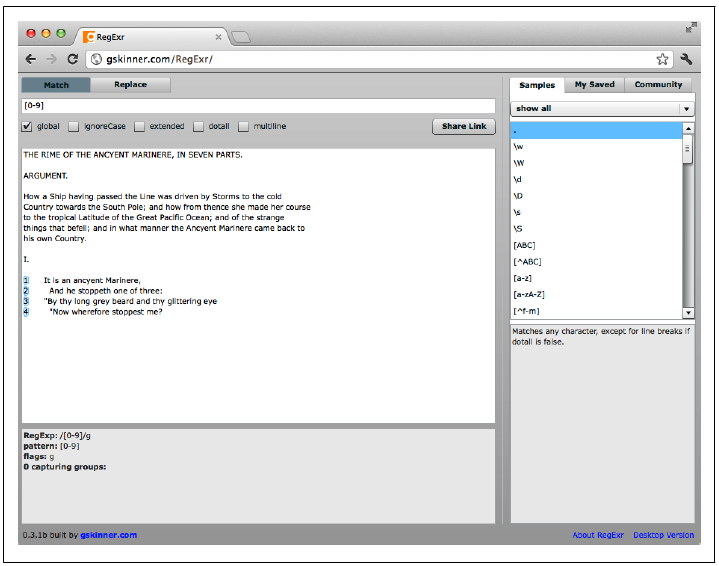 RegExr
gskinner.com/RegExr/
Match Replace
[0-9]
global ignoreCase extended dotall multiline Share Link
THE RIME OF THE ANCYENT MARINERE, IN SEVEN PARTS.
ARGUMENT.
How a Ship having passed the Line was driven by Storms to the cold
Country towards the South Pole; and how from thence she made her course
to the tropical Latitude of the Great Pacific Ocean; and of the strange
things that befell; and in what manner the Ancyent Marinere came back to
his own Country.
I.
1 It is an ancyent Marinere,
2 And he stoppeth one of three:
3 "By thy long grey beard and thy glittering eye
4 "Now wherefore stoppest me?
RegExp: /[0-9]/g
pattern: [0-9]
flags: g
0 capturing groups:
0.3.1b built by gskinner.com
Samples My Saved Community
show all
.
\w
\W
\d
\D
\s
\S
[ABC]
[^ABC]
[a-z]
[a-zA-Z]
[^f-m]
Matches any character, except for line breaks if
dotall is false.
About RegExr Desktop Version